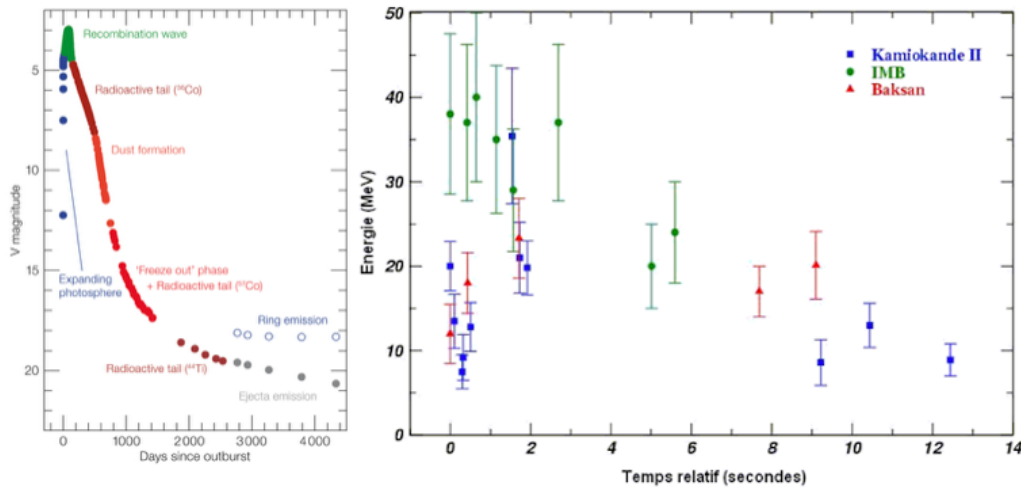 Recombination wave
Radioactive tail (⁵⁶Co)
Dust formation
'Freeze out' phase
+ Radioactive tail (⁵⁷Co)
Expanding
photosphere
Ring emission
Radioactive tail (⁴⁴Ti)
Ejecta emission
V magnitude
5
10
15
20
0
1000
2000
3000
4000
Days since outburst
Kamiokande II
IMB
Baksan
Energie (MeV)
50
40
30
20
10
0
0
2
4
6
8
10
12
14
Temps relatif (secondes)